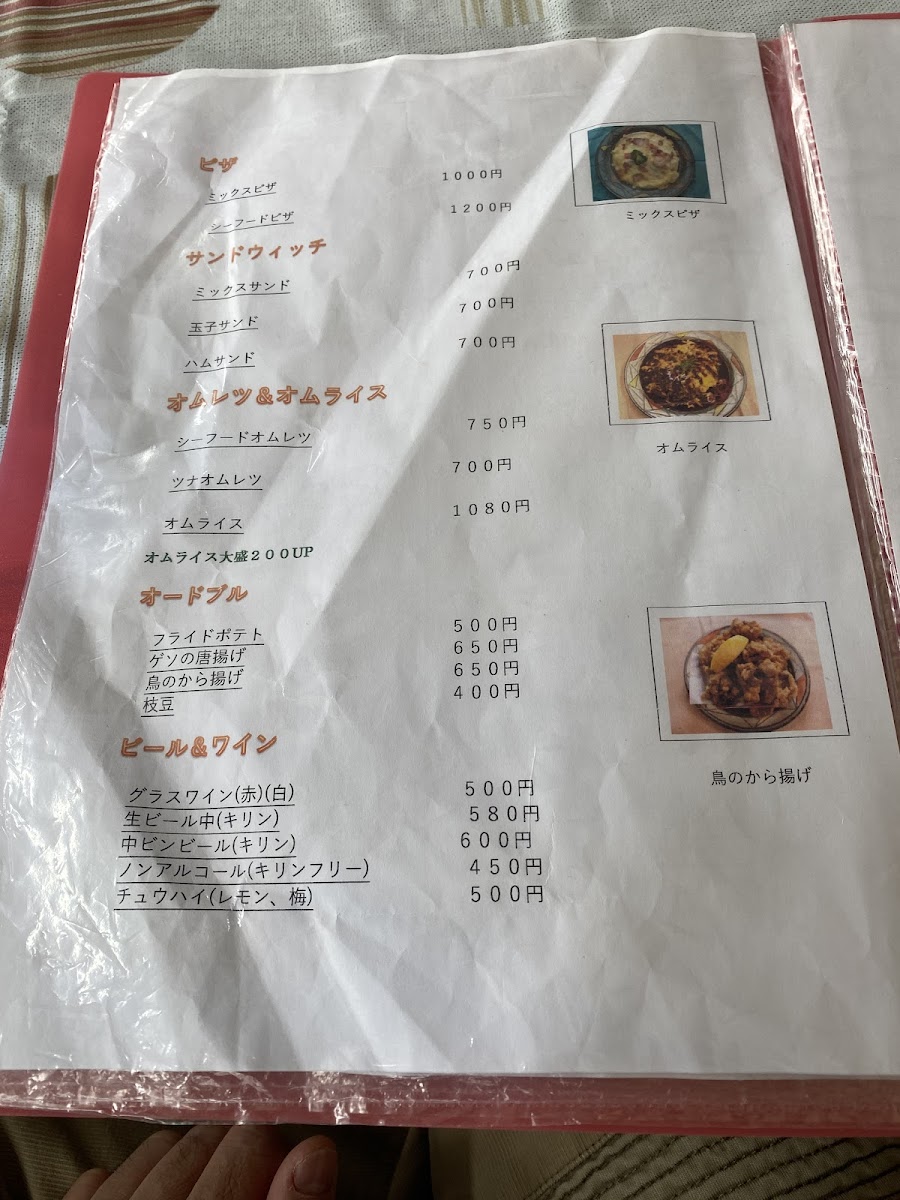 ピザ
ミックスピザ 1000円
シーフードピザ 1200円
ミックスピザ
サンドウィッチ
ミックスサンド 700円
玉子サンド 700円
ハムサンド 700円
オムレツ＆オムライス
シーフードオムレツ 750円
オムライス
ツナオムレツ 700円
オムライス 1080円
オムライス大盛200UP
オードブル
フライドポテト 500円
ゲソの唐揚げ 650円
鳥のから揚げ 650円
枝豆 400円
ビール＆ワイン
鳥のから揚げ
グラスワイン(赤)(白) 500円
生ビール中(キリン) 580円
中ビンビール(キリン) 600円
ノンアルコール(キリンフリー) 450円
チュウハイ(レモン、梅) 500円